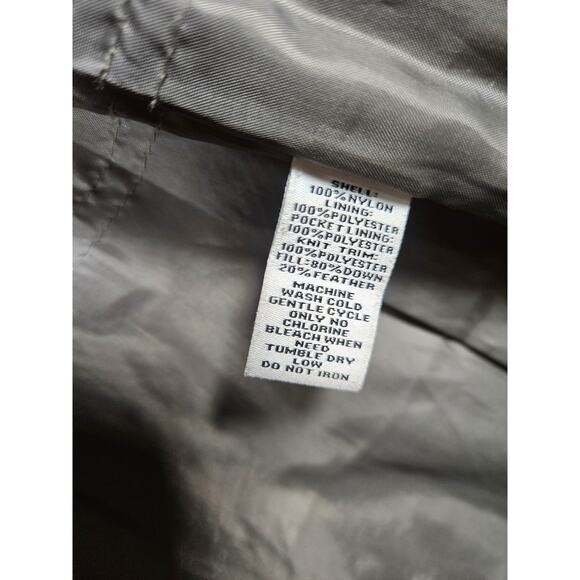 SHELL:
100%NYLON
LINING:
100%POLYESTER
POCKET LINING:
100%POLYESTER
KNIT TRIM:
100%POLYESTER
FILL:80%DOWN
20%FEATHER
MACHINE
WASH COLD
GENTLE CYCLE
ONLY NO
CHLORINE
BLEACH WHEN
NEED
TUMBLE DRY
LOW
DO NOT IRON